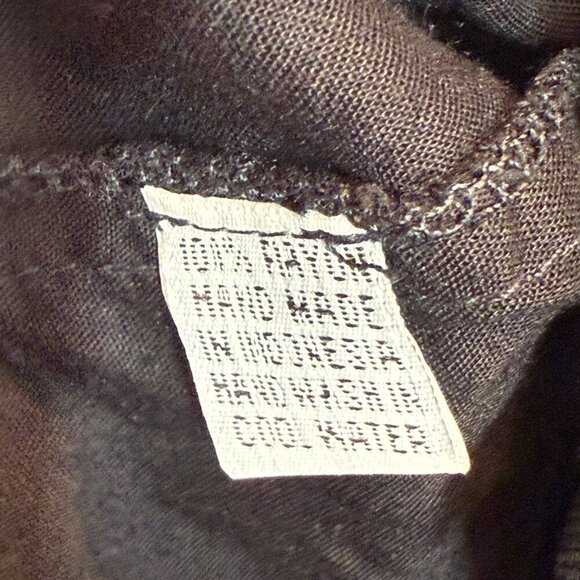 100% RAYON
HAND MADE
IN INDONESIA
HAND WASH IN
COOL WATER